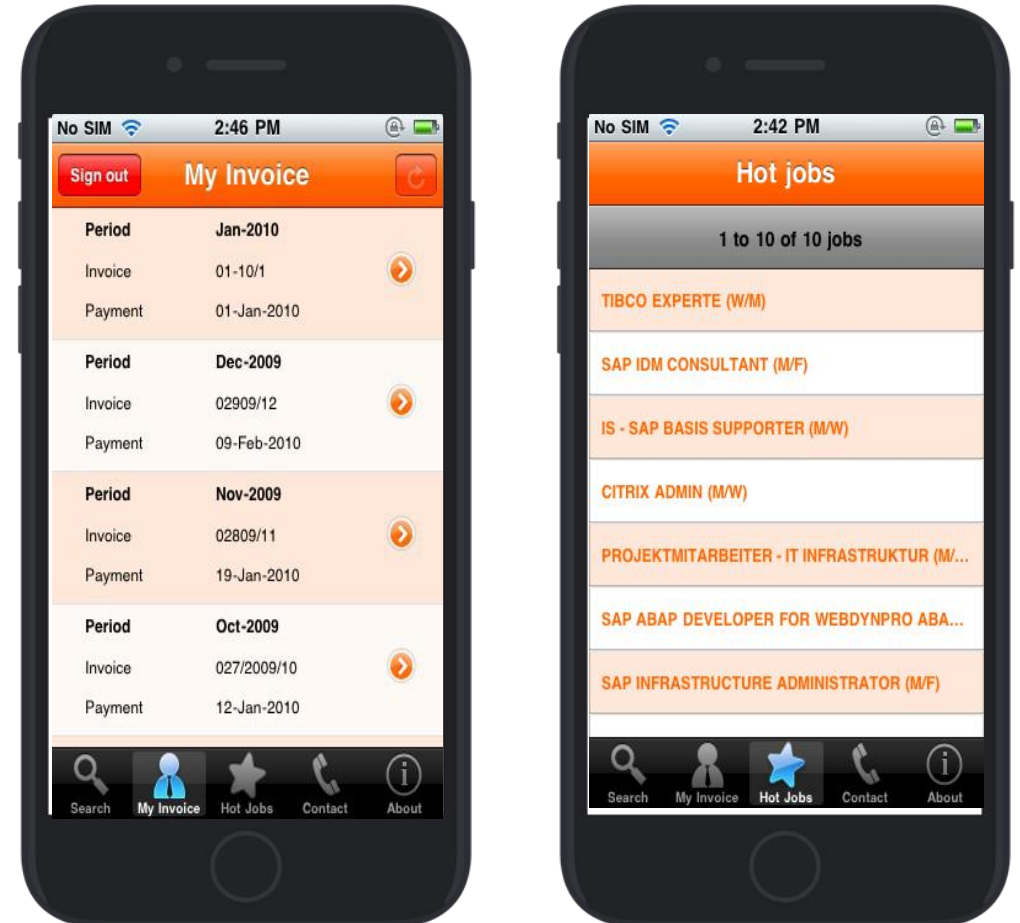 No SIM 2:46 PM
Sign out My Invoice
Period Jan-2010
Invoice 01-10/1
Payment 01-Jan-2010
Period Dec-2009
Invoice 02909/12
Payment 09-Feb-2010
Period Nov-2009
Invoice 02809/11
Payment 19-Jan-2010
Period Oct-2009
Invoice 027/2009/10
Payment 12-Jan-2010
Search My Invoice Hot Jobs Contact About
No SIM 2:42 PM
Hot jobs
1 to 10 of 10 jobs
TIBCO EXPERTE (W/M)
SAP IDM CONSULTANT (M/F)
IS - SAP BASIS SUPPORTER (M/W)
CITRIX ADMIN (M/W)
PROJEKTMITARBEITER - IT INFRASTRUKTUR (M/...
SAP ABAP DEVELOPER FOR WEBDYNPRO ABA...
SAP INFRASTRUCTURE ADMINISTRATOR (M/F)
Search My Invoice Hot Jobs Contact About